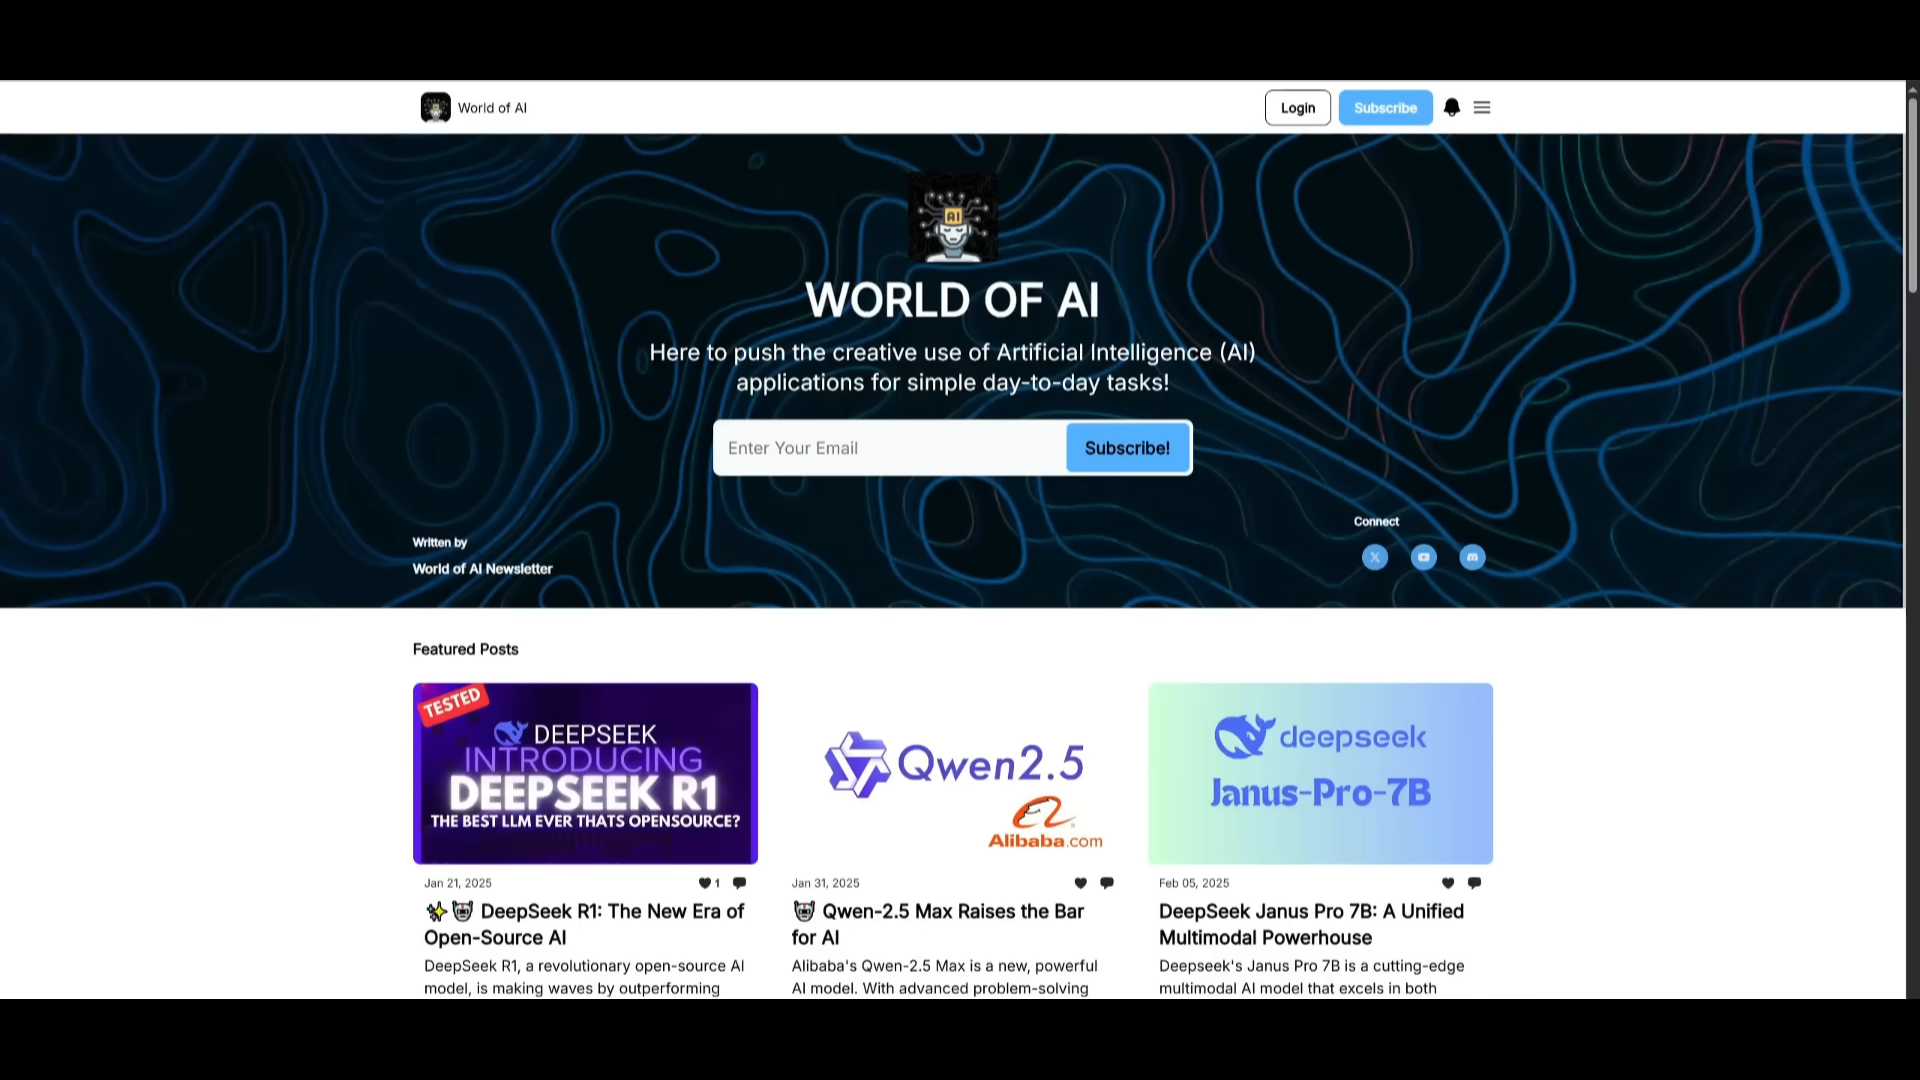 World of AI
Login
Subscribe
AI
WORLD OF AI
Here to push the creative use of Artificial Intelligence (AI)
applications for simple day-to-day tasks!
Enter Your Email
Subscribe!
Connect
Written by
World of AI Newsletter
Featured Posts
TESTED
DEEPSEEK
INTRODUCING
DEEPSEEK R1
THE BEST LLM EVER THATS OPENSOURCE?
Jan 21, 2025
1
DeepSeek R1: The New Era of
Open-Source AI
DeepSeek R1, a revolutionary open-source AI
model, is making waves by outperforming
Qwen2.5
Alibaba.com
Jan 31, 2025
Qwen-2.5 Max Raises the Bar
for AI
Alibaba's Qwen-2.5 Max is a new, powerful
AI model. With advanced problem-solving
deepseek
Janus-Pro-7B
Feb 05, 2025
DeepSeek Janus Pro 7B: A Unified
Multimodal Powerhouse
Deepseek's Janus Pro 7B is a cutting-edge
multimodal AI model that excels in both